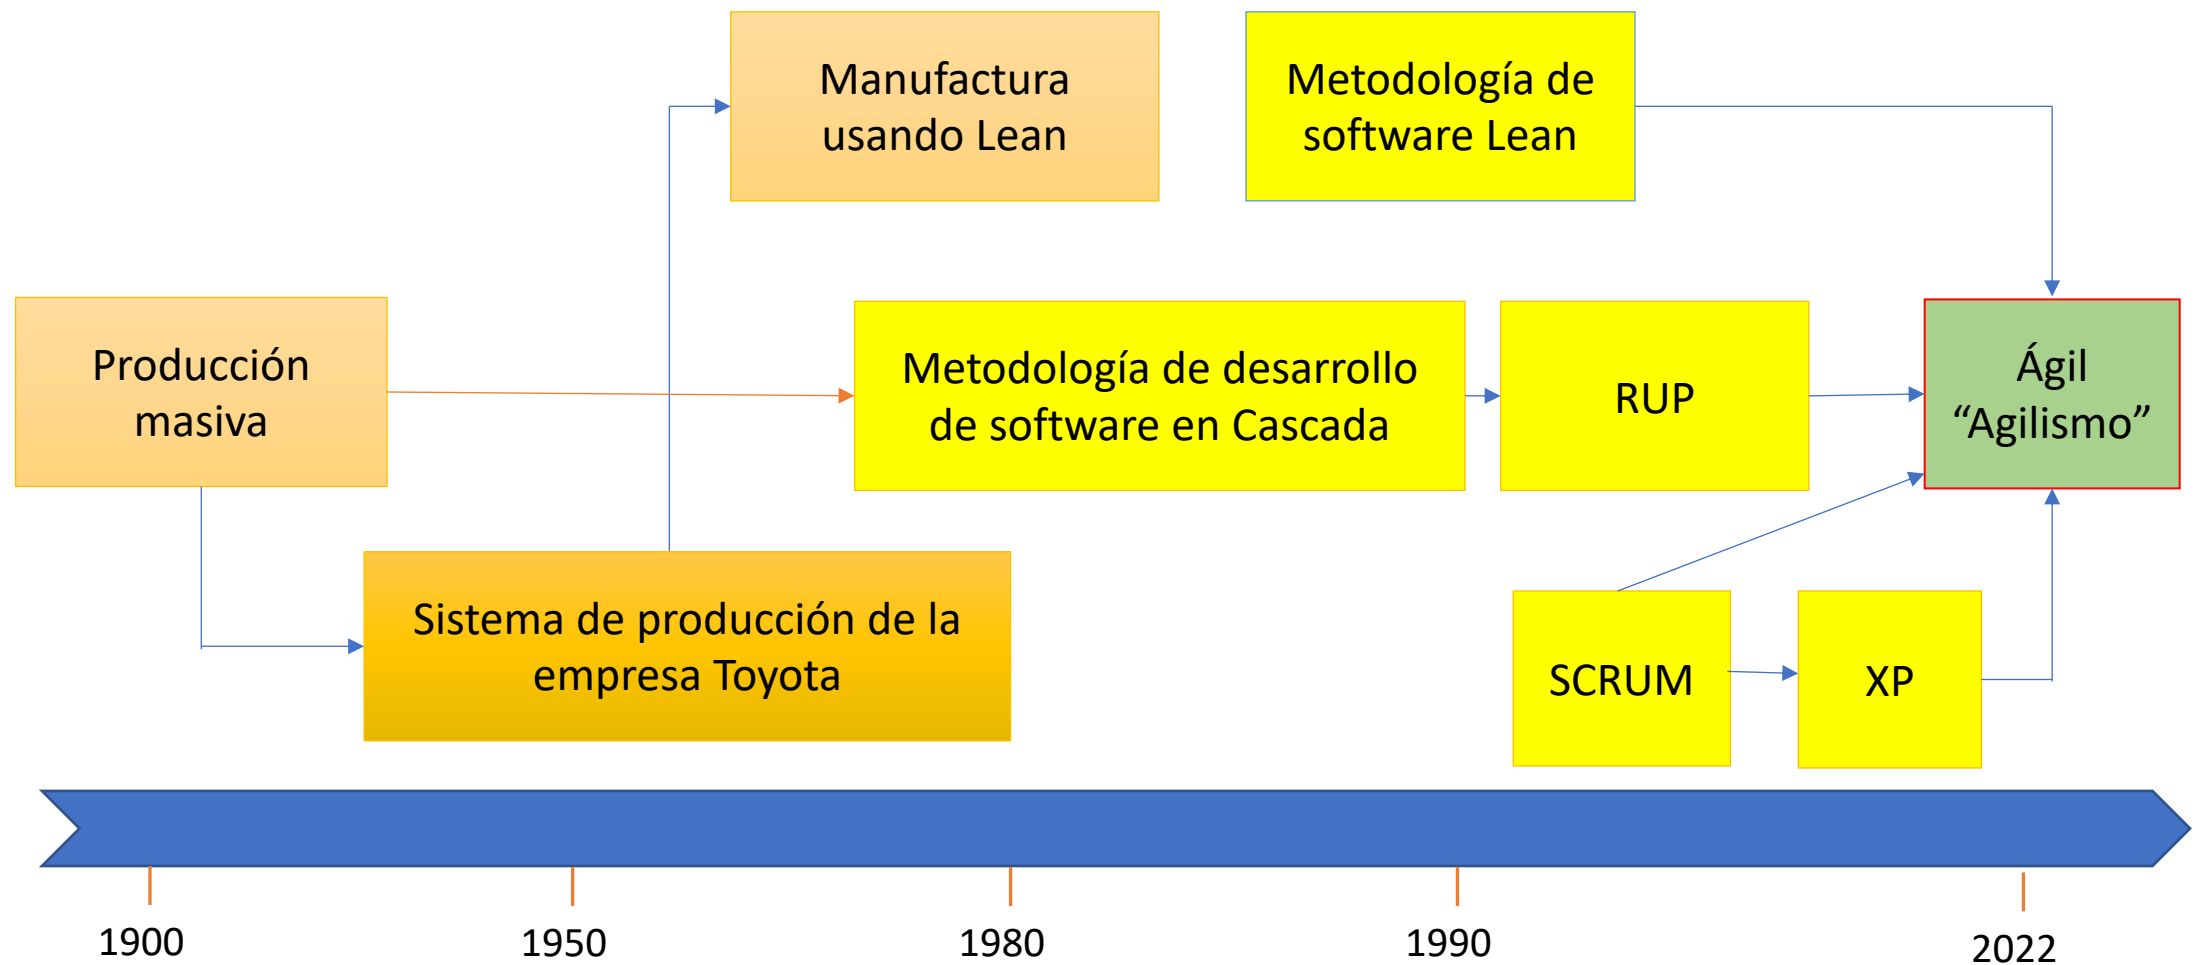 Manufactura
usando Lean
Metodología de
software Lean
Producción
masiva
Metodología de desarrollo
de software en Cascada
RUP
Ágil
“Agilismo”
Sistema de producción de la
empresa Toyota
SCRUM
XP
1900
1950
1980
1990
2022